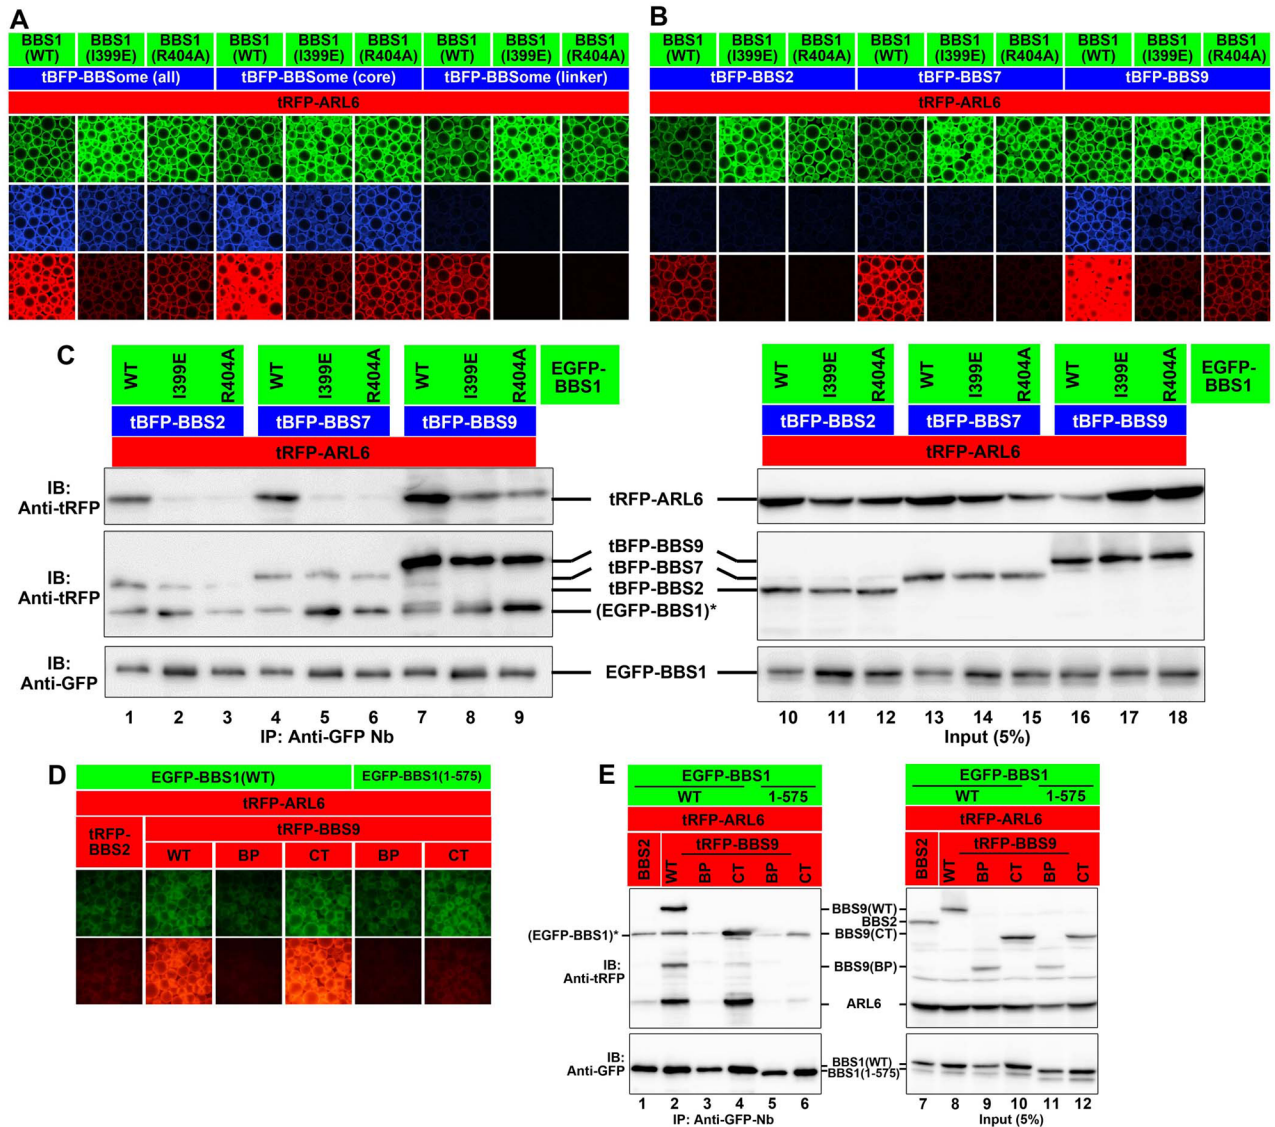 A
BBS1 (WT) BBS1 (I399E) BBS1 (R404A) BBS1 (WT) BBS1 (I399E) BBS1 (R404A) BBS1 (WT) BBS1 (I399E) BBS1 (R404A)
tBFP-BBSome (all) tBFP-BBSome (core) tBFP-BBSome (linker)
tRFP-ARL6
B
BBS1 (WT) BBS1 (I399E) BBS1 (R404A) BBS1 (WT) BBS1 (I399E) BBS1 (R404A) BBS1 (WT) BBS1 (I399E) BBS1 (R404A)
tBFP-BBS2 tBFP-BBS7 tBFP-BBS9
tRFP-ARL6
C
WT I399E R404A WT I399E R404A WT I399E R404A EGFP-BBS1
tBFP-BBS2 tBFP-BBS7 tBFP-BBS9
tRFP-ARL6
WT I399E R404A WT I399E R404A WT I399E R404A EGFP-BBS1
tBFP-BBS2 tBFP-BBS7 tBFP-BBS9
tRFP-ARL6
IB: Anti-tRFP
tRFP-ARL6
IB: Anti-tRFP
tBFP-BBS9
tBFP-BBS7
tBFP-BBS2
(EGFP-BBS1)*
IB: Anti-GFP
EGFP-BBS1
1 2 3 4 5 6 7 8 9
IP: Anti-GFP Nb
10 11 12 13 14 15 16 17 18
Input (5%)
D
EGFP-BBS1(WT) EGFP-BBS1(1-575)
tRFP-ARL6
tRFP-BBS2 tRFP-BBS9
WT BP CT BP CT
E
EGFP-BBS1
WT 1-575
tRFP-ARL6
BBS2 tRFP-BBS9
WT BP CT BP CT
EGFP-BBS1
WT 1-575
tRFP-ARL6
BBS2 tRFP-BBS9
WT BP CT BP CT
(EGFP-BBS1)*
IB: Anti-tRFP
BBS9(WT)
BBS2
BBS9(CT)
BBS9(BP)
ARL6
IB: Anti-GFP
BBS1(WT)
BBS1(1-575)
1 2 3 4 5 6
IP: Anti-GFP-Nb
7 8 9 10 11 12
Input (5%)